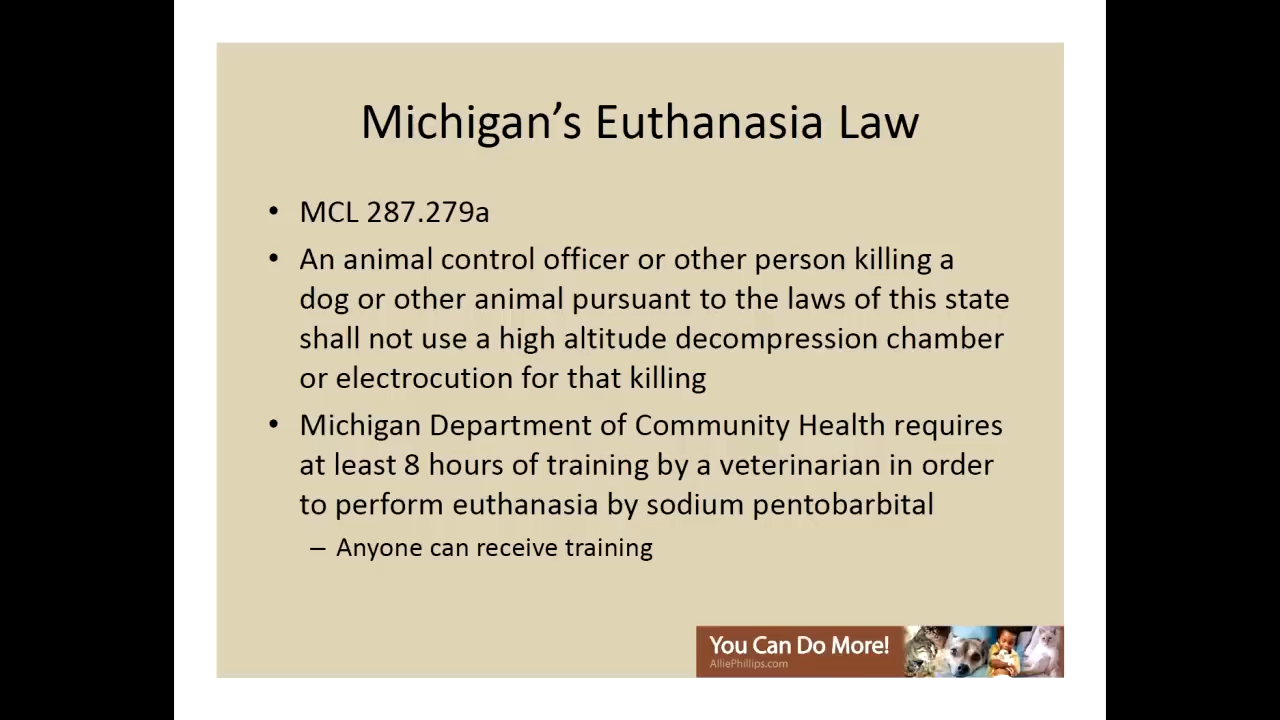 Michigan’s Euthanasia Law
• MCL 287.279a
• An animal control officer or other person killing a
dog or other animal pursuant to the laws of this state
shall not use a high altitude decompression chamber
or electrocution for that killing
• Michigan Department of Community Health requires
at least 8 hours of training by a veterinarian in order
to perform euthanasia by sodium pentobarbital
– Anyone can receive training
You Can Do More!
AlliePhillips.com